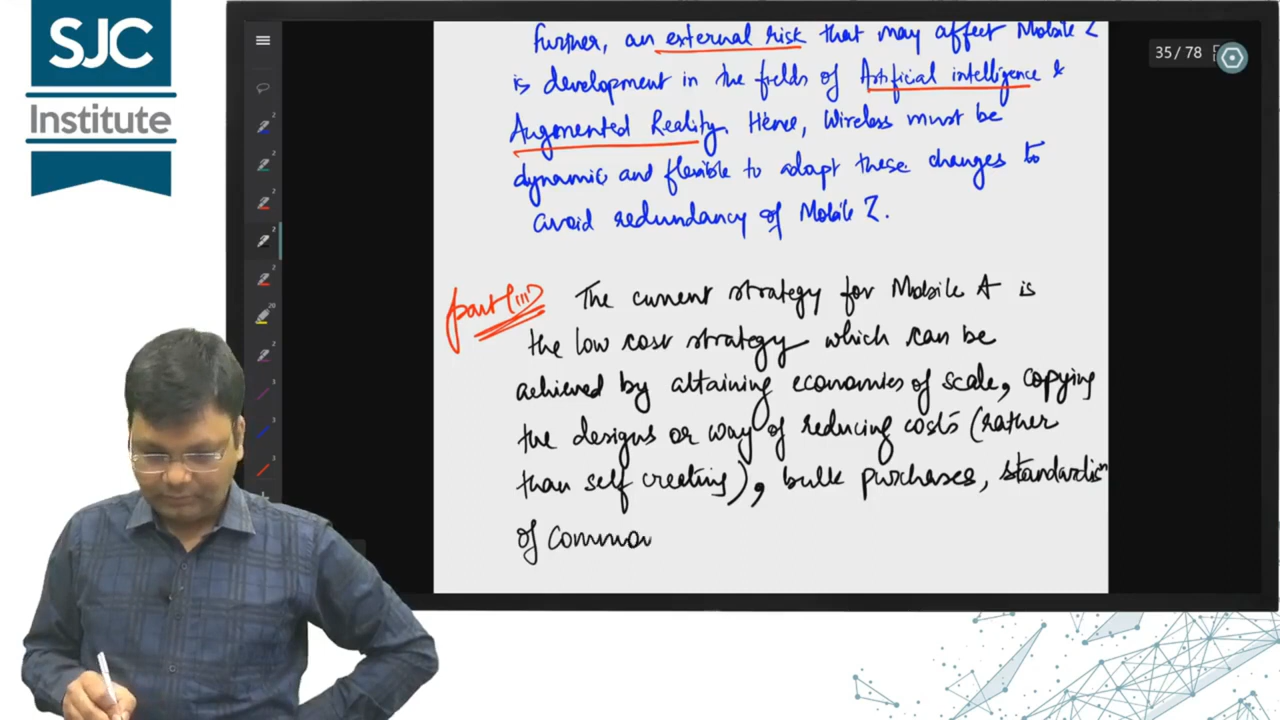 SJC
Institute
35 / 78
further, an external risk that may affect Mobile Z
is development in the fields of Artificial intelligence &
Augmented Reality. Hence, Wireless must be
dynamic and flexible to adapt these changes to
avoid redundancy of Mobile Z.
part (iii) The current strategy for Mobile A is
the low cost strategy which can be
achieved by attaining economies of scale, copying
the designs or way of reducing costs (rather
than self creating), bulk purchases, standardisn
of common